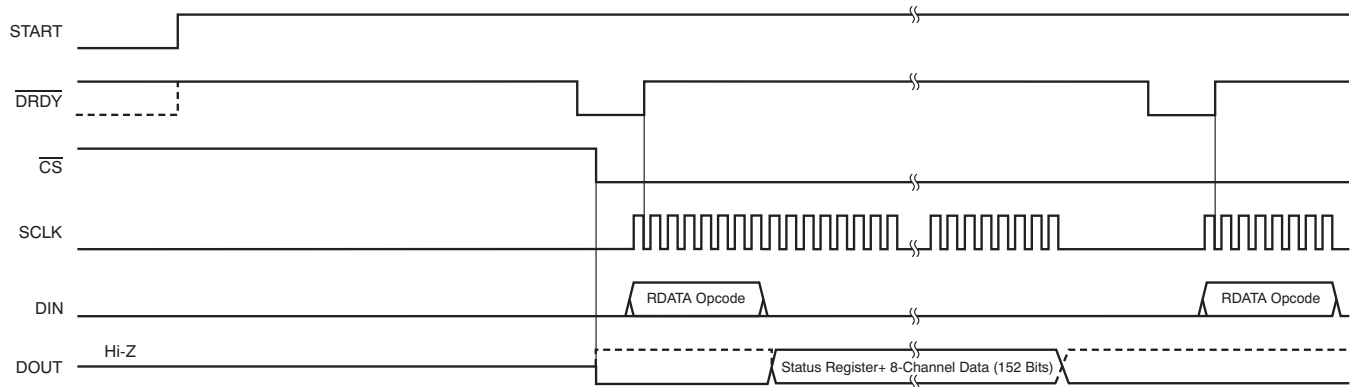 START
DRDY
CS
SCLK
DIN
RDATA Opcode
RDATA Opcode
Hi-Z
DOUT
Status Register+ 8-Channel Data (152 Bits)